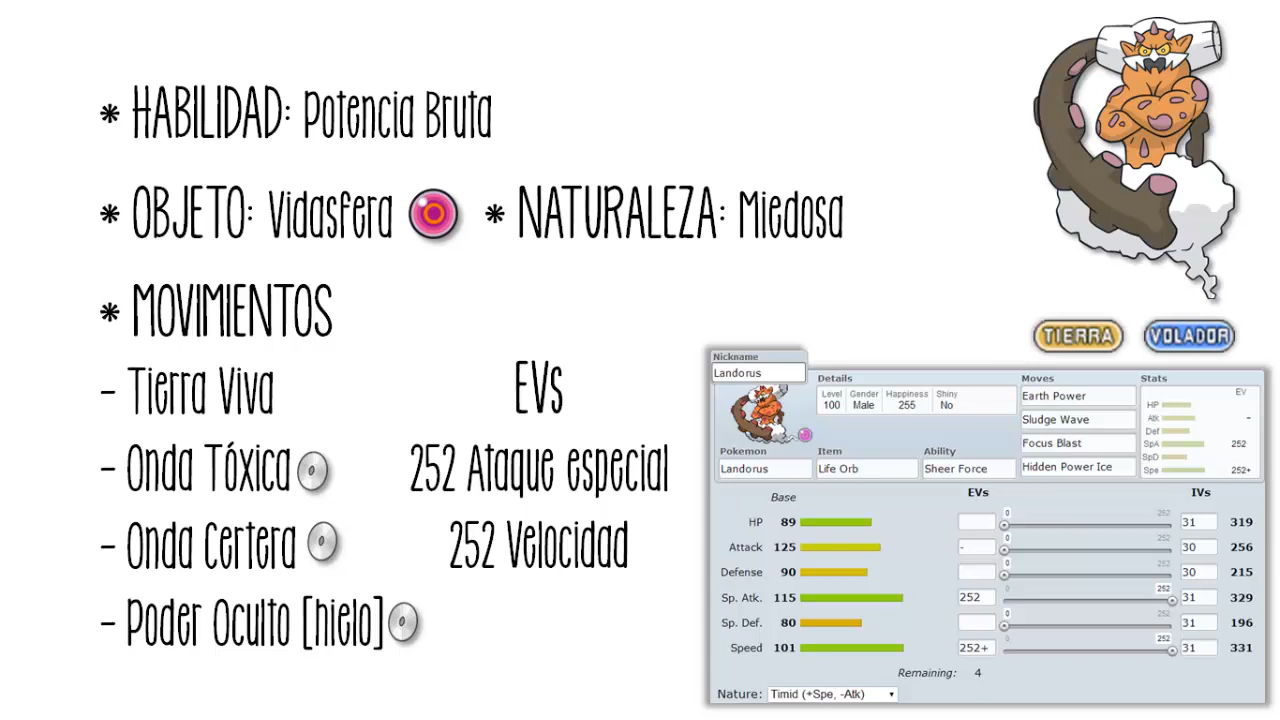 * HABILIDAD: Potencia Bruta
* OBJETO: Vidasfera * NATURALEZA: Miedosa
* MOVIMIENTOS
- Tierra Viva
EVs
- Onda Tóxica
252 Ataque especial
- Onda Certera
252 Velocidad
- Poder Oculto [hielo]
TIERRA VOLADOR
Nickname
Landorus
Details
Level Gender Happiness Shiny
100 Male 255 No
Pokemon Item Ability
Landorus Life Orb Sheer Force
Moves
Earth Power
Sludge Wave
Focus Blast
Hidden Power Ice
Stats
EV
HP
Atk -
Def
SpA 252
SpD
Spe 252+
Base EVs IVs
HP 89 0 252 31 319
Attack 125 - 0 252 30 256
Defense 90 0 252 30 215
Sp. Atk. 115 252 0 252 31 329
Sp. Def. 80 0 252 31 196
Speed 101 252+ 0 252 31 331
Remaining: 4
Nature: Timid (+Spe, -Atk)